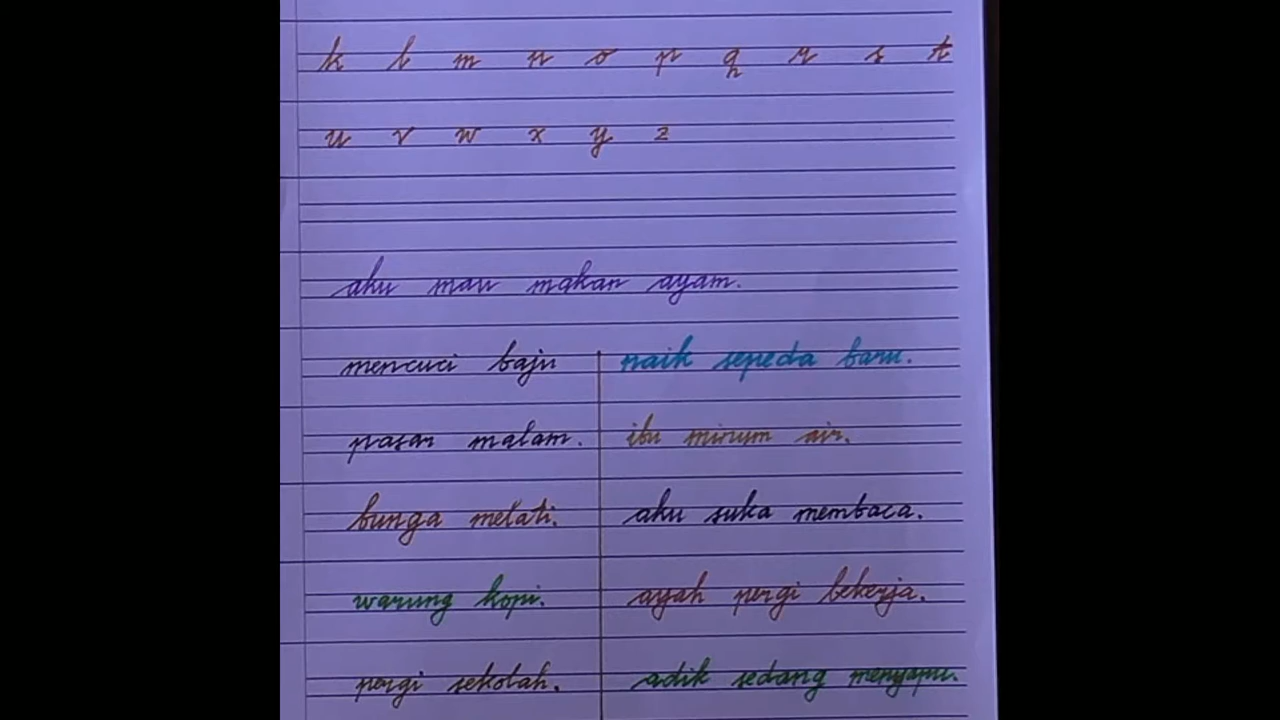 k l m n o p q r s t
u v w x y z
aku mau makan ayam.
mencuci baju
pasar malam.
bunga melati.
warung kopi.
pergi sekolah.
naik sepeda baru.
ibu minum air.
aku suka membaca.
ayah pergi bekerja.
adik sedang menyapu.